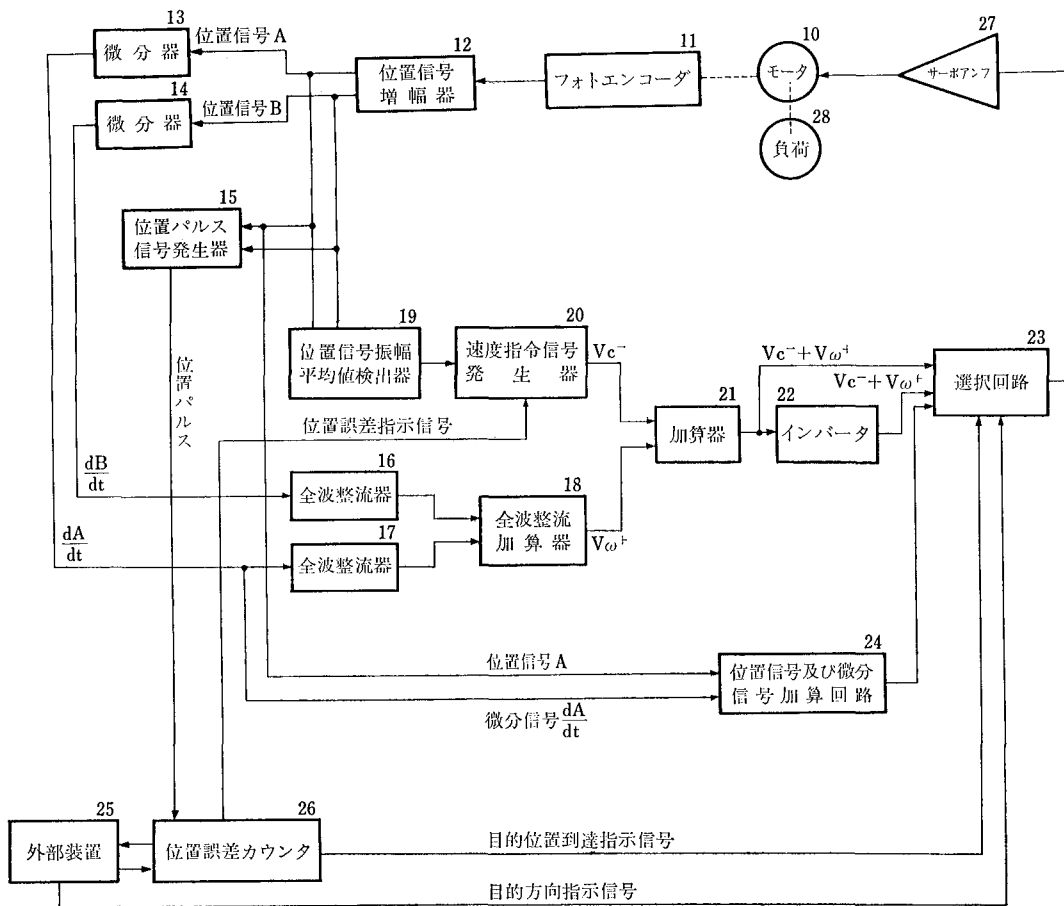 13
微分器
位置信号A
14
微分器
位置信号B
12
位置信号
増幅器
11
フォトエンコーダ
10
モータ
28
負荷
27
サーボアンプ
15
位置パルス
信号発生器
位置パルス
19
位置信号振幅
平均値検出器
20
速度指令信号
発生器
Vc⁻
位置誤差指示信号
21
加算器
22
インバータ
Vc⁻+Vω⁺
Vc⁻+Vω⁺
23
選択回路
dB
dt
16
全波整流器
18
全波整流
加算器
Vω⁺
dA
dt
17
全波整流器
位置信号A
微分信号dA
dt
24
位置信号及び微分
信号加算回路
25
外部装置
26
位置誤差カウンタ
目的位置到達指示信号
目的方向指示信号